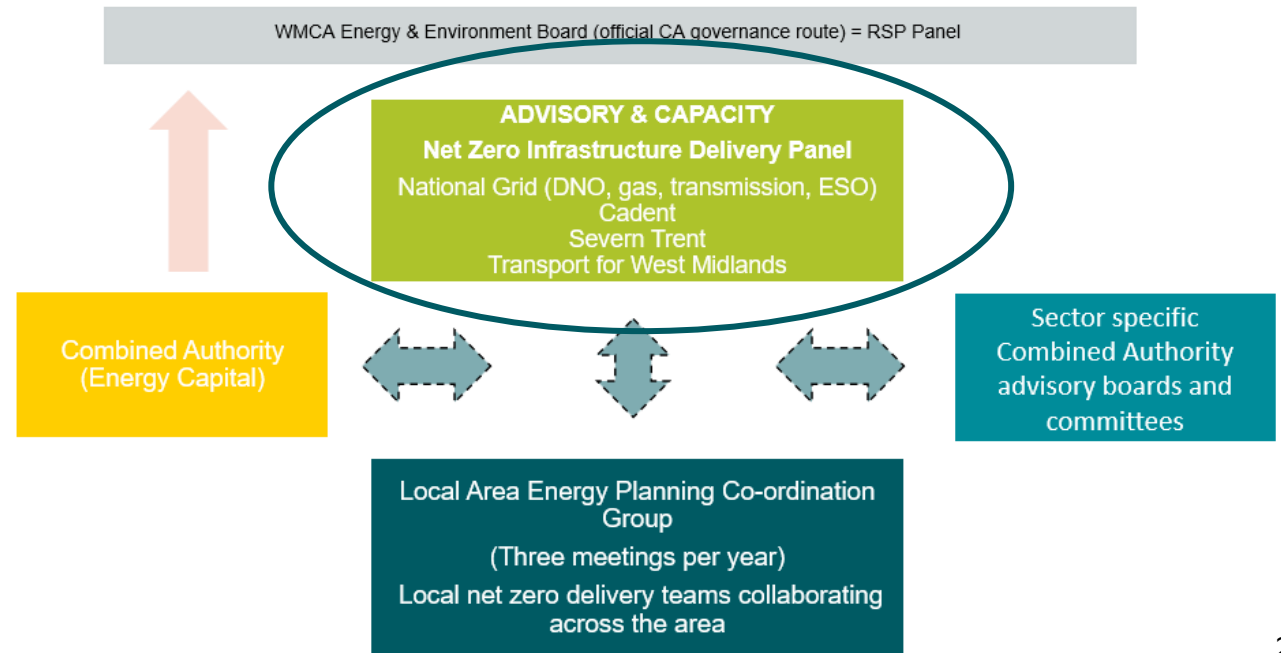 WMCA Energy & Environment Board (official CA governance route) = RSP Panel
ADVISORY & CAPACITY
Net Zero Infrastructure Delivery Panel
National Grid (DNO, gas, transmission, ESO)
Cadent
Severn Trent
Transport for West Midlands
Combined Authority
(Energy Capital)
Sector specific
Combined Authority
advisory boards and
committees
Local Area Energy Planning Co-ordination
Group
(Three meetings per year)
Local net zero delivery teams collaborating
across the area